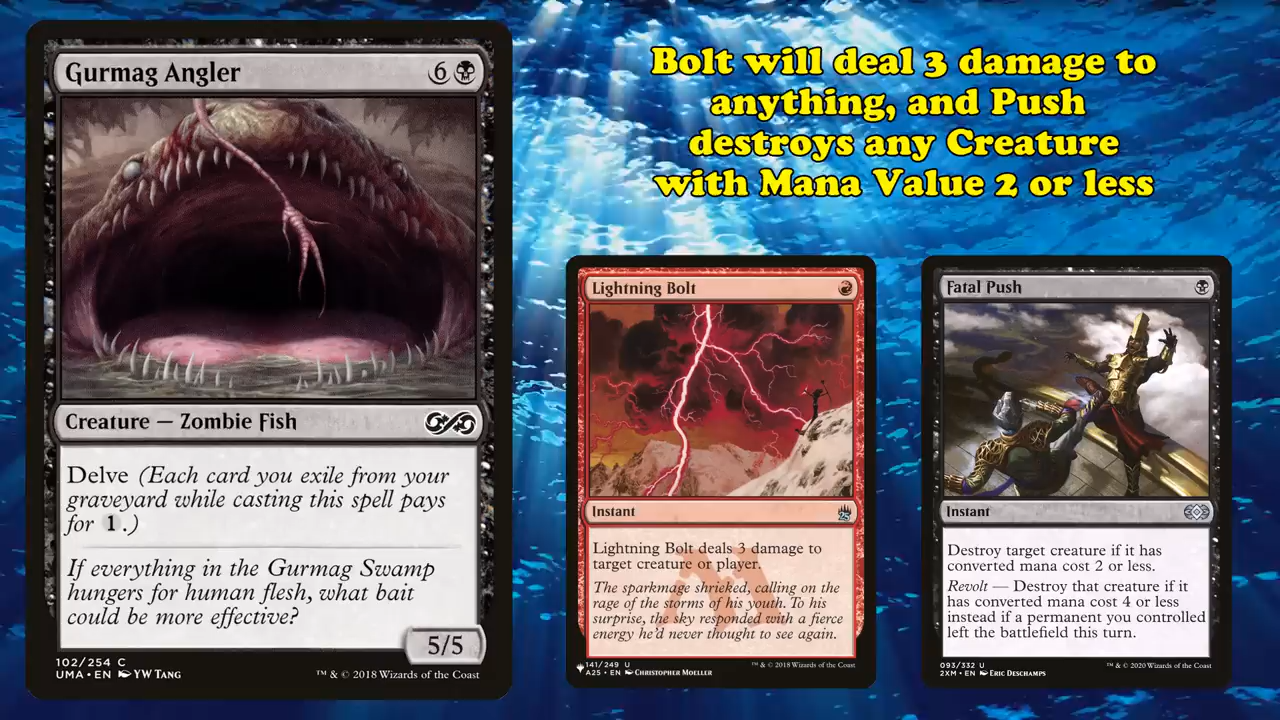 Gurmag Angler 6
Creature — Zombie Fish
Delve (Each card you exile from your
graveyard while casting this spell pays
for 1.)
If everything in the Gurmag Swamp
hungers for human flesh, what bait
could be more effective?
5/5
102/254 C
UMA • EN YW Tang
™ & © 2018 Wizards of the Coast
Bolt will deal 3 damage to
anything, and Push
destroys any Creature
with Mana Value 2 or less
Lightning Bolt
Instant
25
Lightning Bolt deals 3 damage to
target creature or player.
The sparkmage shrieked, calling on the
rage of the storms of his youth. To his
surprise, the sky responded with a fierce
energy he'd never thought to see again.
141/249 U
A25 • EN Christopher Moeller
™ & © 2018 Wizards of the Coast
Fatal Push
Instant
Destroy target creature if it has
converted mana cost 2 or less.
Revolt — Destroy that creature if it
has converted mana cost 4 or less
instead if a permanent you controlled
left the battlefield this turn.
093/332 U
2XM • EN Eric Deschamps
™ & © 2020 Wizards of the Coast